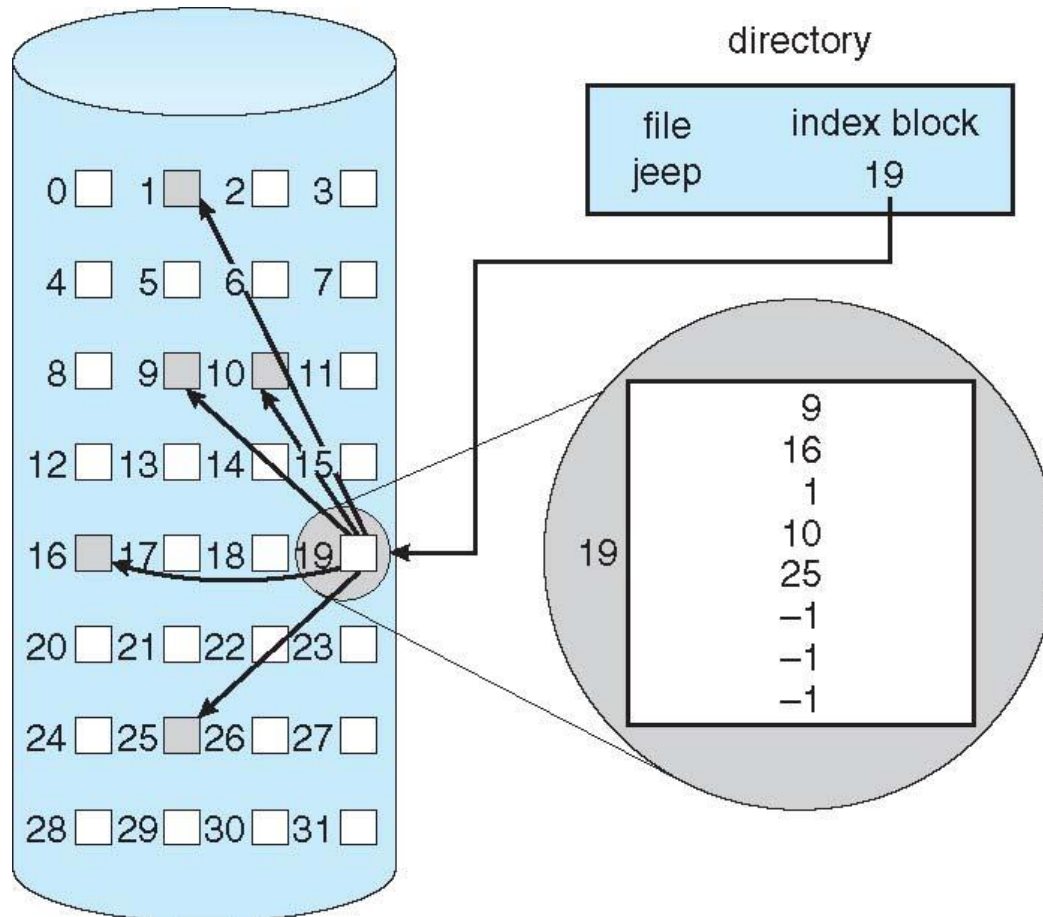 directory
file index block
jeep 19
0 1 2 3
4 5 6 7
8 9 10 11
12 13 14 15
16 17 18 19
20 21 22 23
24 25 26 27
28 29 30 31
19
9
16
1
10
25
–1
–1
–1